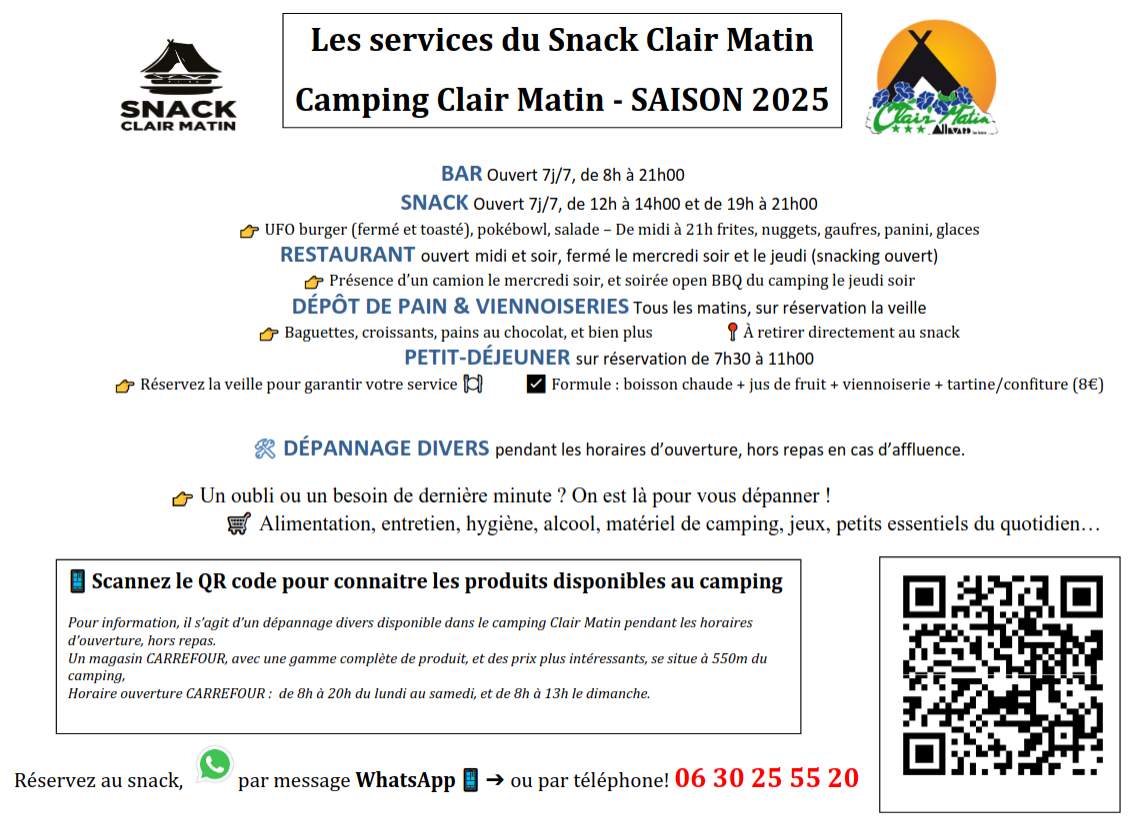 Les services du Snack Clair Matin
Camping Clair Matin - SAISON 2025
SNACK
CLAIR MATIN
Clair Matin
Allevard
BAR Ouvert 7j/7, de 8h à 21h00
SNACK Ouvert 7j/7, de 12h à 14h00 et de 19h à 21h00
👉 UFO burger (fermé et toasté), pokébowl, salade – De midi à 21h frites, nuggets, gaufres, panini, glaces
RESTAURANT ouvert midi et soir, fermé le mercredi soir et le jeudi (snacking ouvert)
👉 Présence d'un camion le mercredi soir, et soirée open BBQ du camping le jeudi soir
DÉPÔT DE PAIN & VIENNOISERIES Tous les matins, sur réservation la veille
👉 Baguettes, croissants, pains au chocolat, et bien plus 📍 À retirer directement au snack
PETIT-DÉJEUNER sur réservation de 7h30 à 11h00
👉 Réservez la veille pour garantir votre service 🍽 ☑ Formule : boisson chaude + jus de fruit + viennoiserie + tartine/confiture (8€)
🛠 DÉPANNAGE DIVERS pendant les horaires d'ouverture, hors repas en cas d'affluence.
👉 Un oubli ou un besoin de dernière minute ? On est là pour vous dépanner !
🛒 Alimentation, entretien, hygiène, alcool, matériel de camping, jeux, petits essentiels du quotidien…
📱 Scannez le QR code pour connaitre les produits disponibles au camping
Pour information, il s'agit d'un dépannage divers disponible dans le camping Clair Matin pendant les horaires
d'ouverture, hors repas.
Un magasin CARREFOUR, avec une gamme complète de produit, et des prix plus intéressants, se situe à 550m du
camping,
Horaire ouverture CARREFOUR : de 8h à 20h du lundi au samedi, et de 8h à 13h le dimanche.
Réservez au snack, par message WhatsApp 📱 ➔ ou par téléphone! 06 30 25 55 20